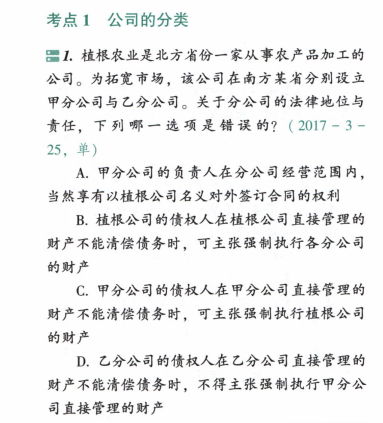 考点1 公司的分类
1. 植根农业是北方省份一家从事农产品加工的
公司。为拓宽市场，该公司在南方某省分别设立
甲分公司与乙分公司。关于分公司的法律地位与
责任，下列哪一选项是错误的？（2017-3-
25，单）
A. 甲分公司的负责人在分公司经营范围内，
当然享有以植根公司名义对外签订合同的权利
B. 植根公司的债权人在植根公司直接管理的
财产不能清偿债务时，可主张强制执行各分公司
的财产
C. 甲分公司的债权人在甲分公司直接管理的
财产不能清偿债务时，可主张强制执行植根公司
的财产
D. 乙分公司的债权人在乙分公司直接管理的
财产不能清偿债务时，不得主张强制执行甲分公
司直接管理的财产